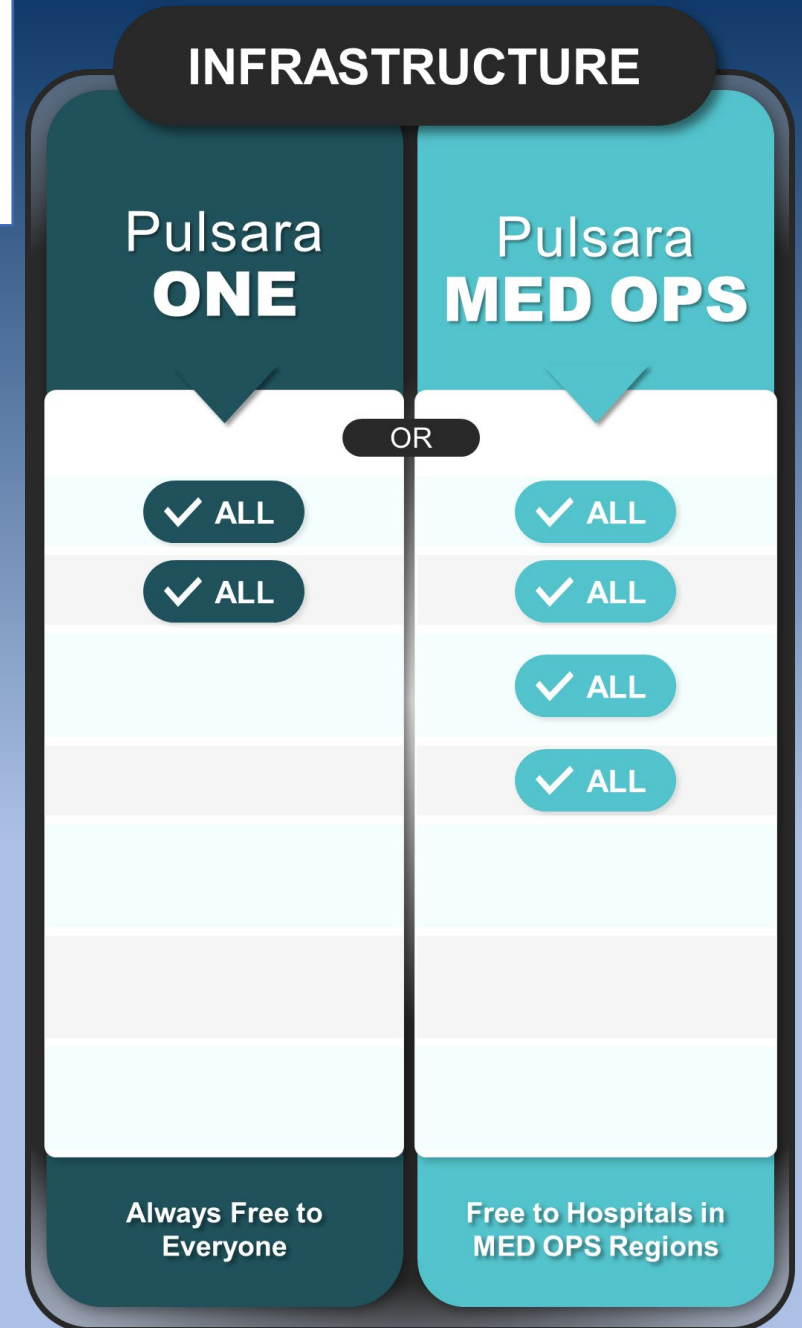 INFRASTRUCTURE
Pulsara
ONE
Pulsara
MED OPS
OR
ALL
ALL
ALL
ALL
ALL
ALL
Always Free to
Everyone
Free to Hospitals in
MED OPS Regions